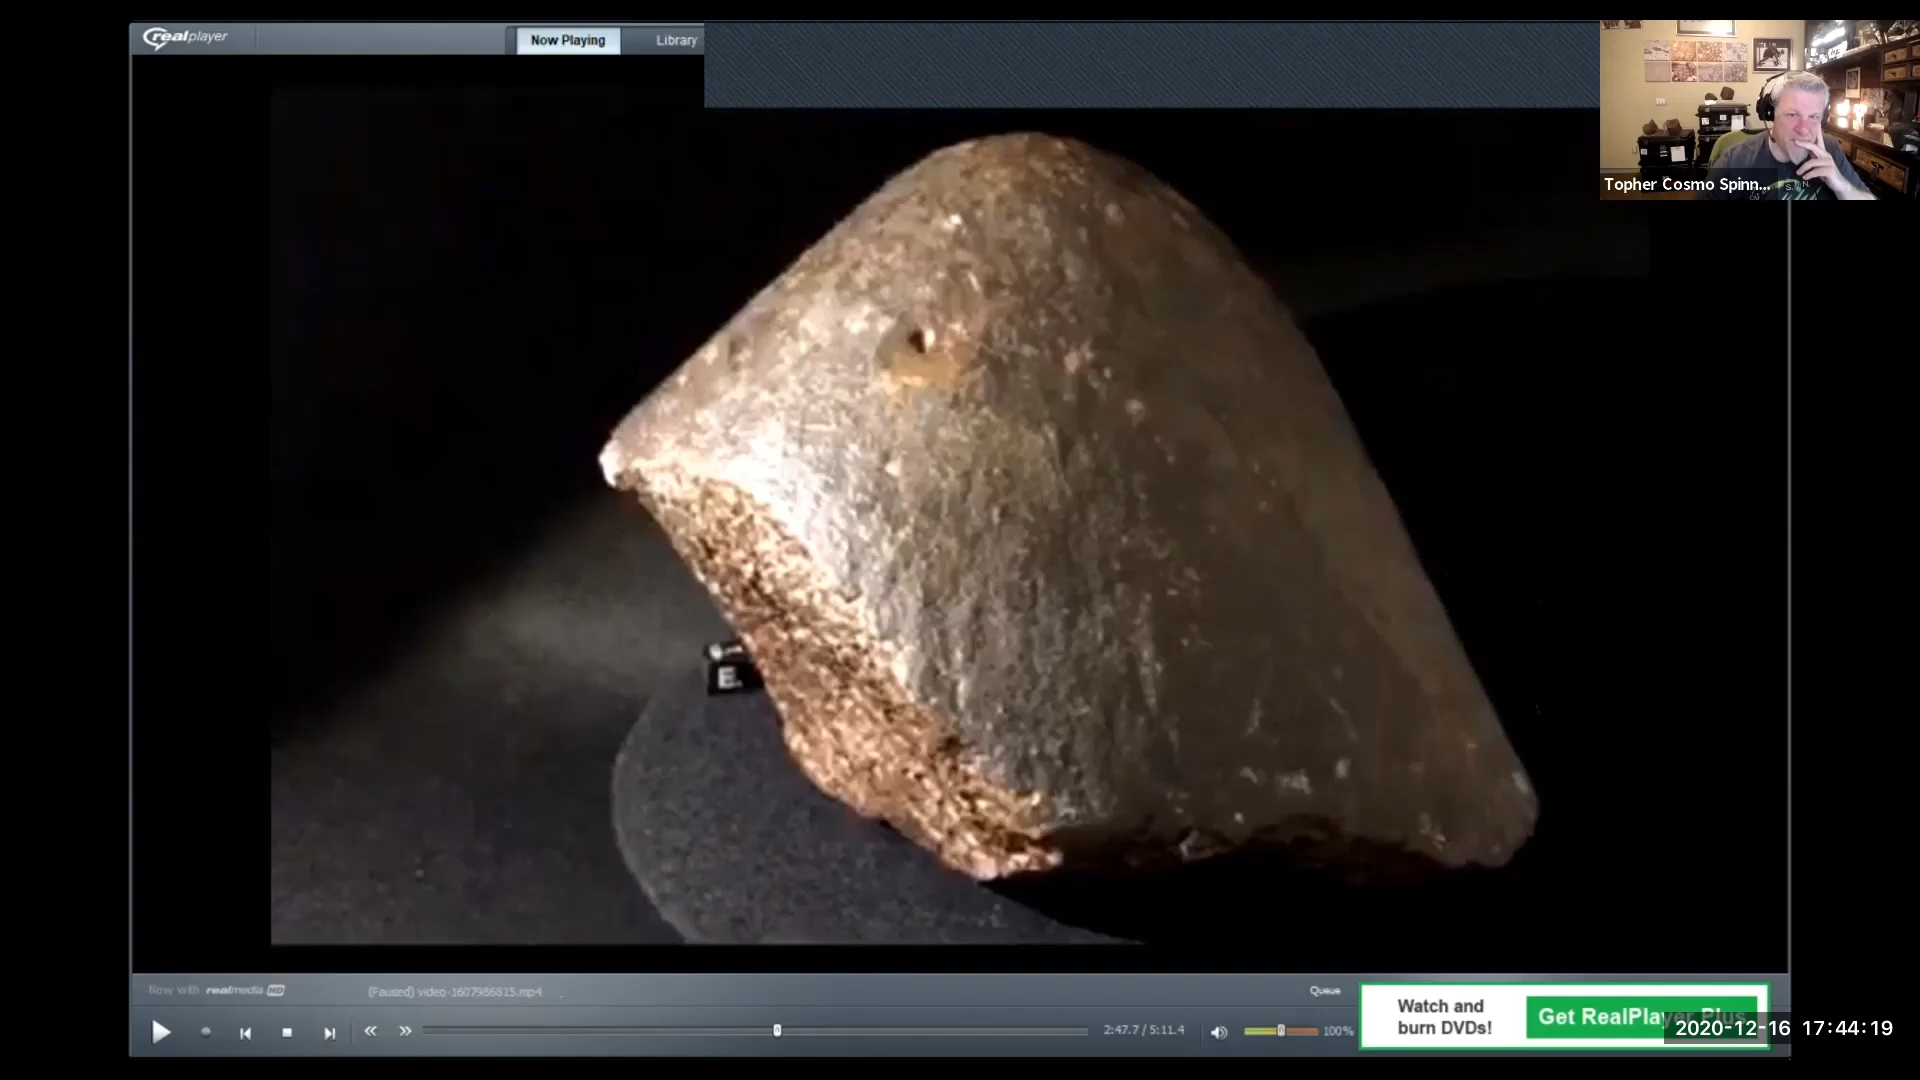 realplayer
Now Playing
Library
Topher Cosmo Spinn...
E.
Now with realmedia HD
(Paused) video-1607986815.mp4
Queue
2:47.7 / 5:11.4
100%
Watch and
burn DVDs!
Get RealPlayer Plus
2020-12-16 17:44:19